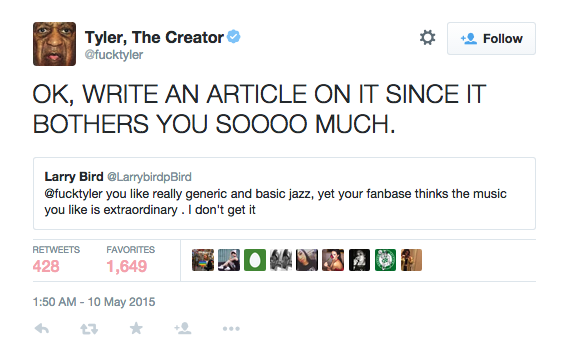 Tyler, The Creator
@fucktyler
Follow
OK, WRITE AN ARTICLE ON IT SINCE IT
BOTHERS YOU SOOOO MUCH.
Larry Bird @LarrybirdpBird
@fucktyler you like really generic and basic jazz, yet your fanbase thinks the music
you like is extraordinary . I don't get it
RETWEETS FAVORITES
428 1,649
1:50 AM - 10 May 2015